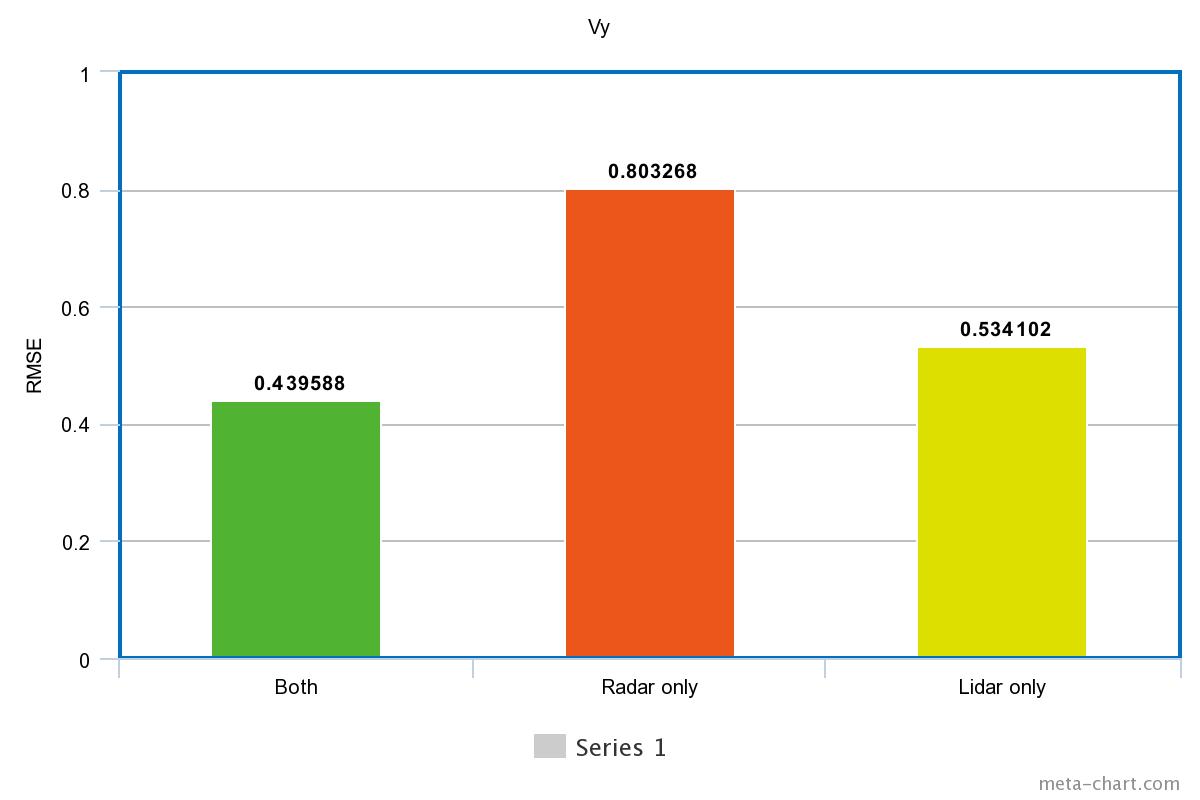 Vy
1
0.8
0.6
0.4
0.2
0
RMSE
0.439588
0.803268
0.534102
Both
Radar only
Lidar only
Series 1
meta-chart.com